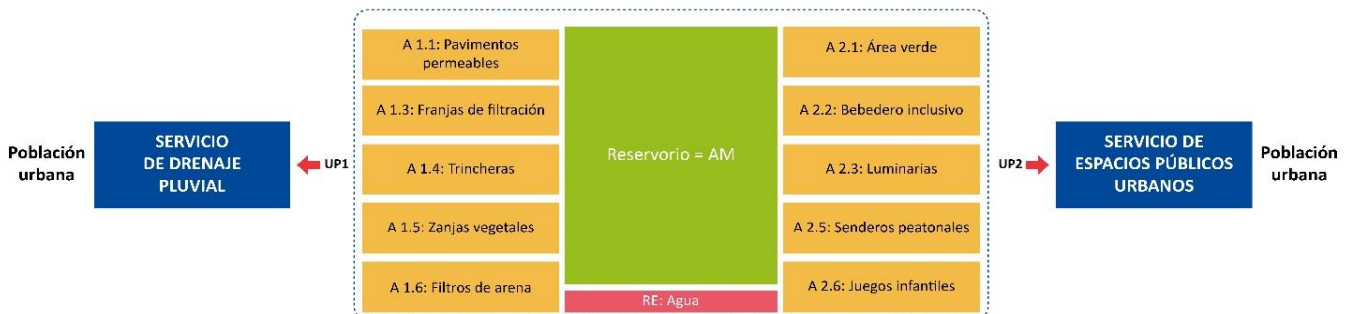 Población
urbana
SERVICIO
DE DRENAJE
PLUVIAL
UP1
A 1.1: Pavimentos
permeables
A 1.3: Franjas de filtración
A 1.4: Trincheras
A 1.5: Zanjas vegetales
A 1.6: Filtros de arena
Reservorio = AM
RE: Agua
A 2.1: Área verde
A 2.2: Bebedero inclusivo
A 2.3: Luminarias
A 2.5: Senderos peatonales
A 2.6: Juegos infantiles
UP2
SERVICIO DE
ESPACIOS PÚBLICOS
URBANOS
Población
urbana